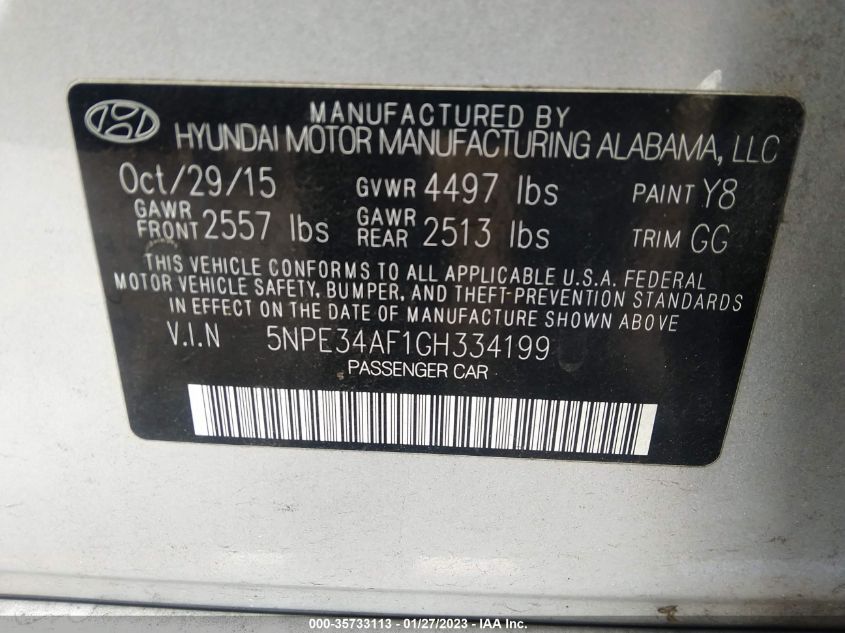 MANUFACTURED BY
HYUNDAI MOTOR MANUFACTURING ALABAMA, LLC
Oct/29/15 GVWR 4497 lbs PAINT Y8
GAWR FRONT 2557 lbs GAWR REAR 2513 lbs TRIM GG
THIS VEHICLE CONFORMS TO ALL APPLICABLE U.S.A. FEDERAL
MOTOR VEHICLE SAFETY, BUMPER, AND THEFT-PREVENTION STANDARDS
IN EFFECT ON THE DATE OF MANUFACTURE SHOWN ABOVE
V.I.N 5NPE34AF1GH334199
PASSENGER CAR
000-35733113 - 01/27/2023 - IAA Inc.